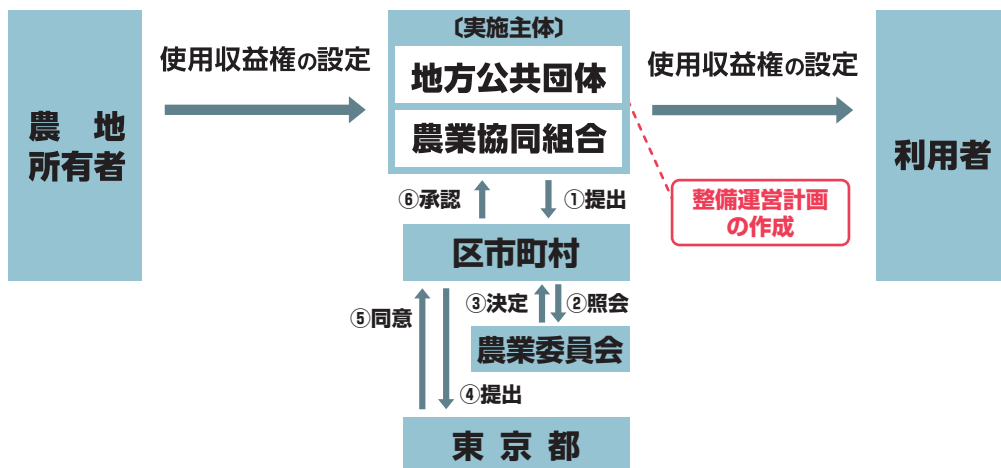 農 地
所有者
使用収益権の設定
〔実施主体〕
地方公共団体
農業協同組合
使用収益権の設定
利用者
整備運営計画
の作成
⑥承認
①提出
区市町村
③決定
②照会
⑤同意
農業委員会
④提出
東 京 都